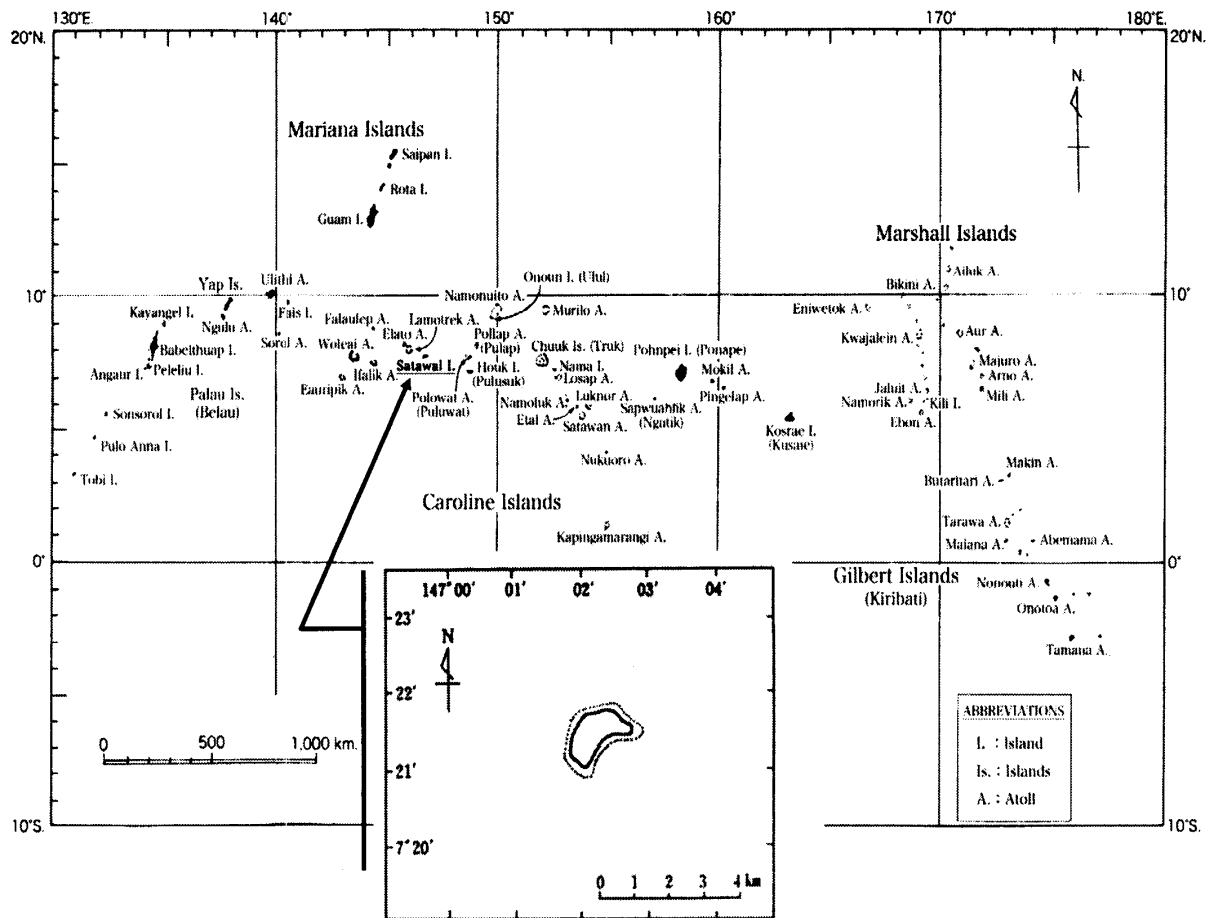 130°E.
140°
150°
160°
170°
180°E.
20°N.
20°N.
N.
Mariana Islands
Saipan I.
Rota I.
Guam I.
Marshall Islands
Ailuk A.
Bikini A.
Onoun I. (Ulul)
Yap Is.
Ulithi A.
10°
10°
Namonuito A.
Murilo A.
Eniwetok A.
Kayangel I.
Fais I.
Ngulu A.
Falaulep A.
Lamotrek A.
Elato A.
Pollap A.
(Pulap)
Sorol A.
Woleai A.
Chuuk Is. (Truk)
Pohnpei I. (Ponape)
Kwajalein A.
Aur A.
Babelthuap I.
Satawal I.
Houk I.
(Pulusuk)
Nama I.
Mokil A.
Majuro A.
Peleliu I.
Angaur I.
Ifalik A.
Losap A.
Arno A.
Eauripik A.
Polowat A.
(Puluwat)
Palau Is.
(Belau)
Namoluk A.
Luknor A.
Pingelap A.
Jaluit A.
Mili A.
Sapwuahfik A.
(Ngatik)
Namorik A.
Kili I.
Sonsorol I.
Etal A.
Satawan A.
Kosrae I.
(Kusaie)
Ebon A.
Pulo Anna I.
Nukuoro A.
Makin A.
Tobi I.
Butaritari A.
Caroline Islands
Kapingamarangi A.
Tarawa A.
Maiana A.
Abemama A.
0°
0°
Gilbert Islands
(Kiribati)
Nonouti A.
Onotoa A.
Tamana A.
147°00'
01'
02'
03'
04'
23'
N
22'
21'
7°20'
0 1 2 3 4 km
0 500 1,000 km.
ABBREVIATIONS
I. : Island
Is. : Islands
A. : Atoll
10°S.
10°S.